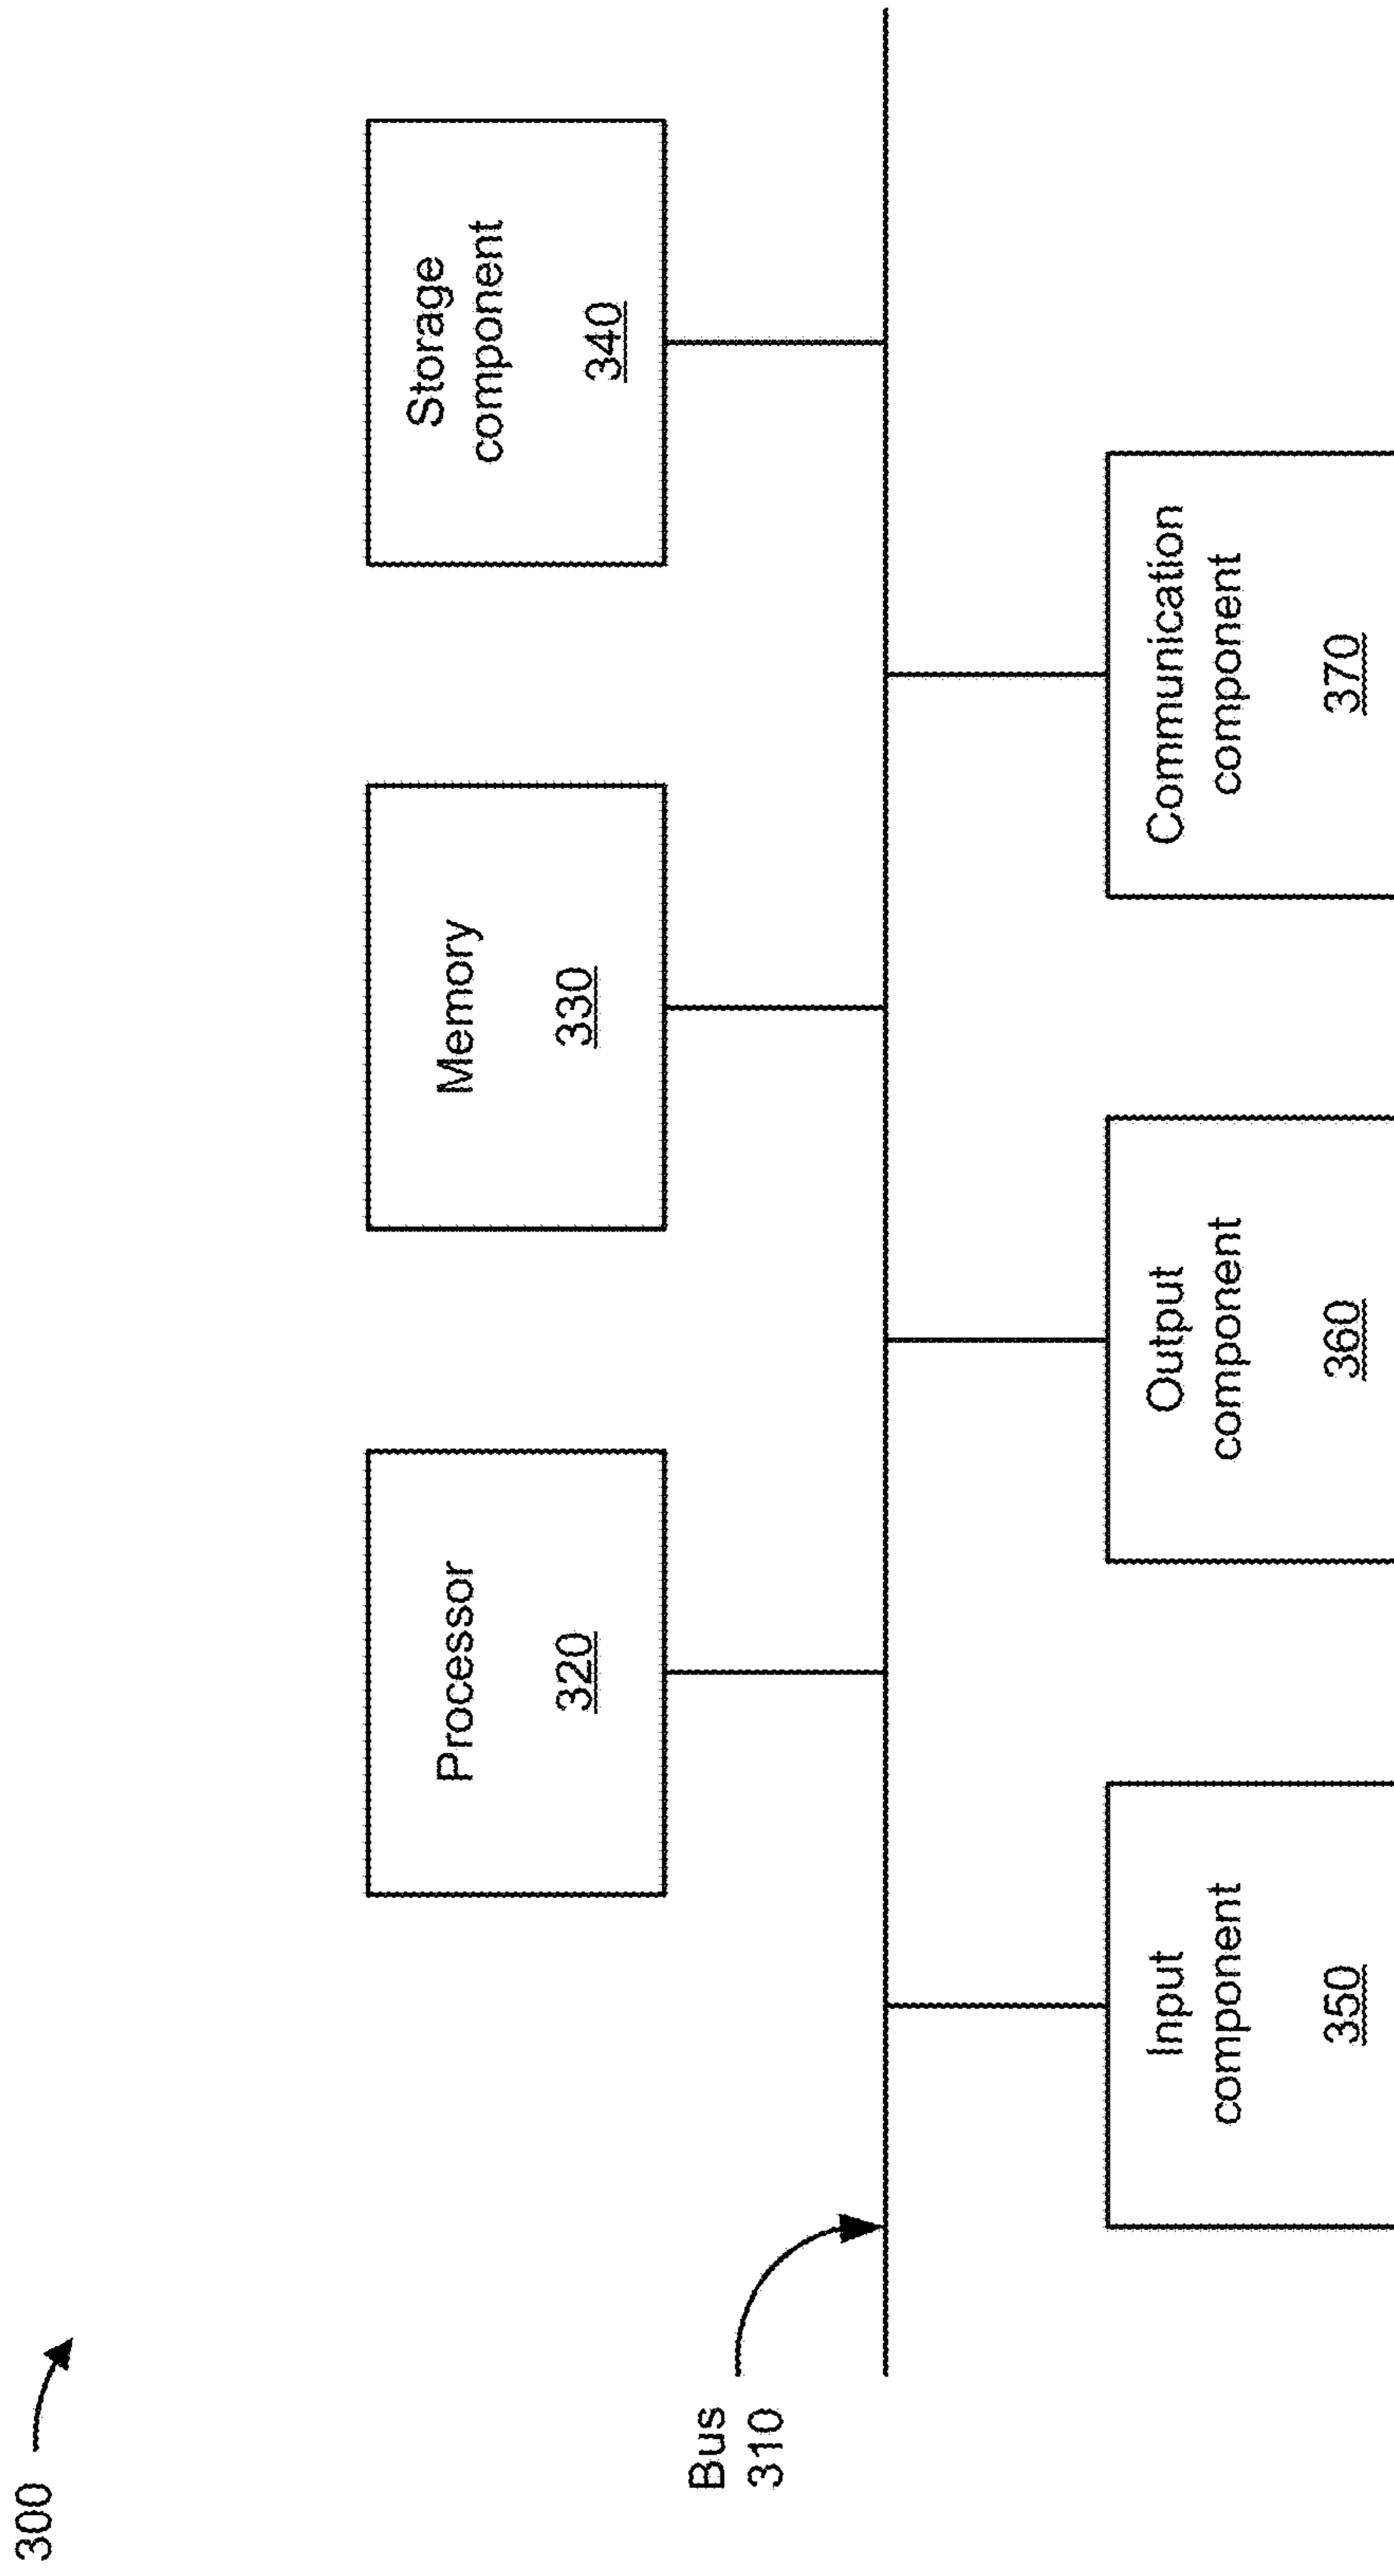 300
Processor
320
Memory
330
Storage
component
340
Bus
310
Input
component
350
Output
component
360
Communication
component
370